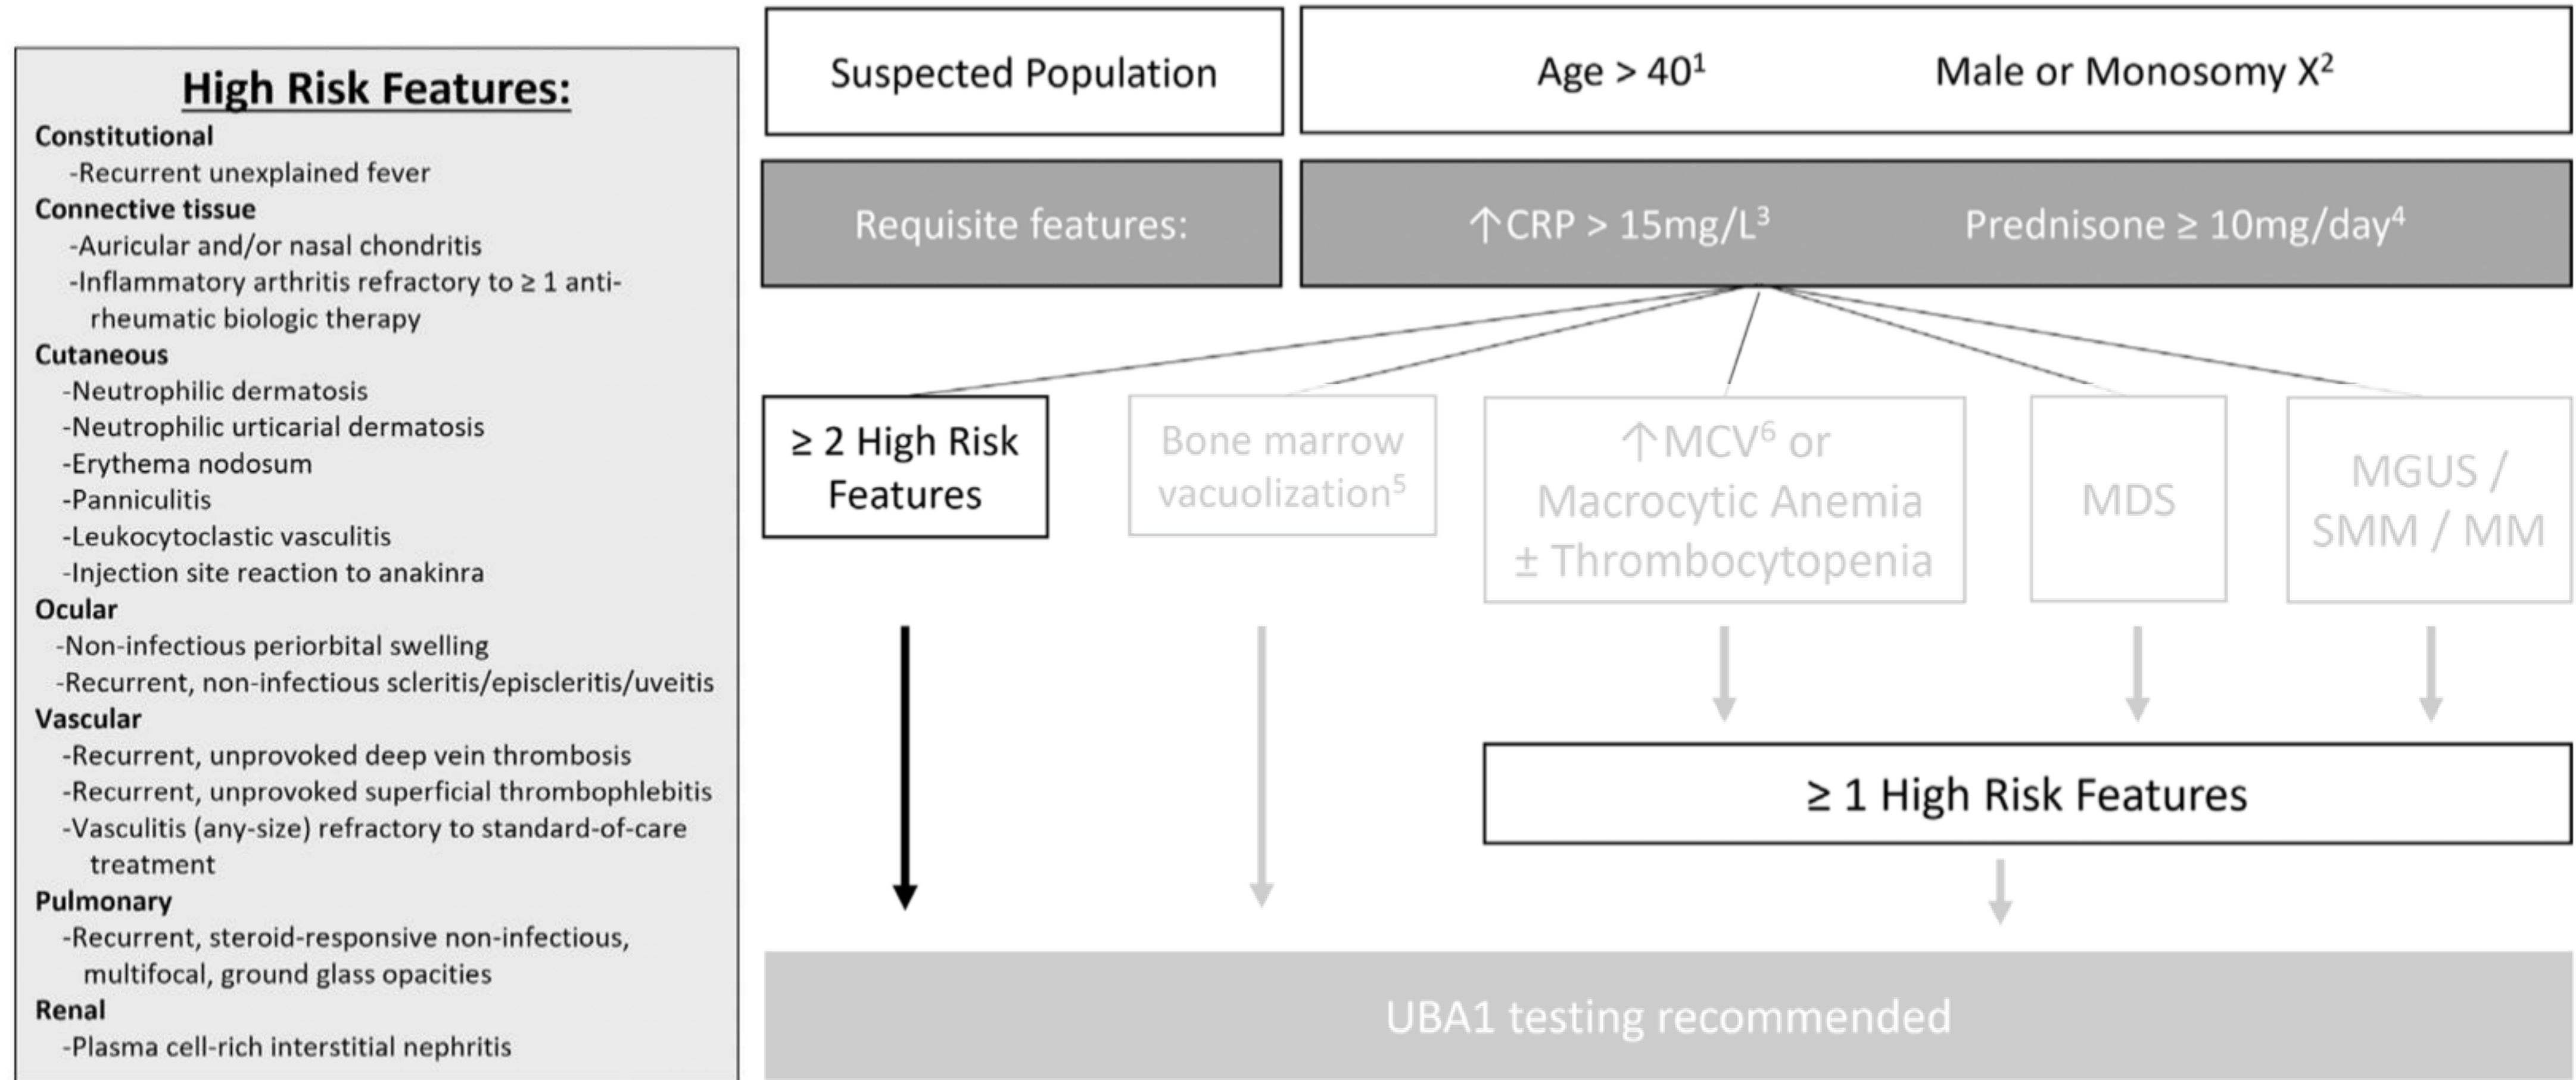 High Risk Features:
Constitutional
-Recurrent unexplained fever
Connective tissue
-Auricular and/or nasal chondritis
-Inflammatory arthritis refractory to ≥ 1 anti-
rheumatic biologic therapy
Cutaneous
-Neutrophilic dermatosis
-Neutrophilic urticarial dermatosis
-Erythema nodosum
-Panniculitis
-Leukocytoclastic vasculitis
-Injection site reaction to anakinra
Ocular
-Non-infectious periorbital swelling
-Recurrent, non-infectious scleritis/episcleritis/uveitis
Vascular
-Recurrent, unprovoked deep vein thrombosis
-Recurrent, unprovoked superficial thrombophlebitis
-Vasculitis (any-size) refractory to standard-of-care
treatment
Pulmonary
-Recurrent, steroid-responsive non-infectious,
multifocal, ground glass opacities
Renal
-Plasma cell-rich interstitial nephritis
Suspected Population
Age > 40¹
Male or Monosomy X²
Requisite features:
↑CRP > 15mg/L³
Prednisone ≥ 10mg/day⁴
≥ 2 High Risk
Features
Bone marrow
vacuolization⁵
↑MCV⁶ or
Macrocytic Anemia
± Thrombocytopenia
MDS
MGUS /
SMM / MM
≥ 1 High Risk Features
UBA1 testing recommended